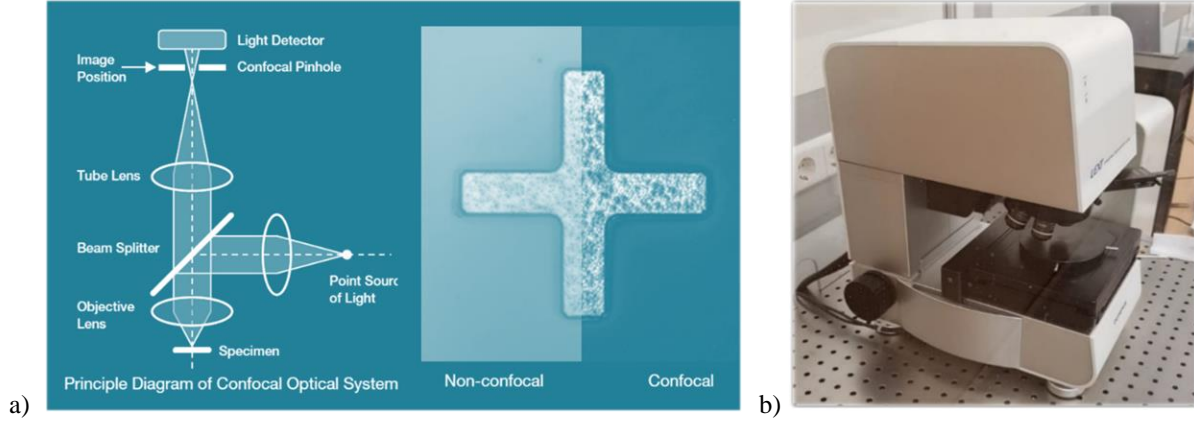 Light Detector
Image
Position
Confocal Pinhole
Tube Lens
Beam Splitter
Point Sourc
of Light
Objective
Lens
Specimen
Principle Diagram of Confocal Optical System
Non-confocal
Confocal
a)
b)